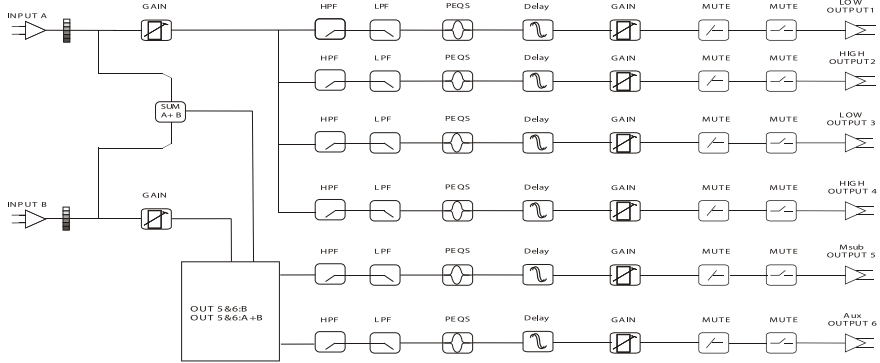 GAIN HPF LPF PEQS Delay GAIN MUTE MUTE LOW
OUTPUT1
INPUT A
HPF LPF PEQS Delay GAIN MUTE MUTE HIGH
OUTPUT2
SUM
A+ B
HPF LPF PEQS Delay GAIN MUTE MUTE LOW
OUTPUT 3
INPUT B
GAIN HPF LPF PEQS Delay GAIN MUTE MUTE HIGH
OUTPUT 4
HPF LPF PEQS Delay GAIN MUTE MUTE Msub
OUTPUT 5
OUT 5&6:B
OUT 5&6:A+B
HPF LPF PEQS Delay GAIN MUTE MUTE Aux
OUTPUT 6